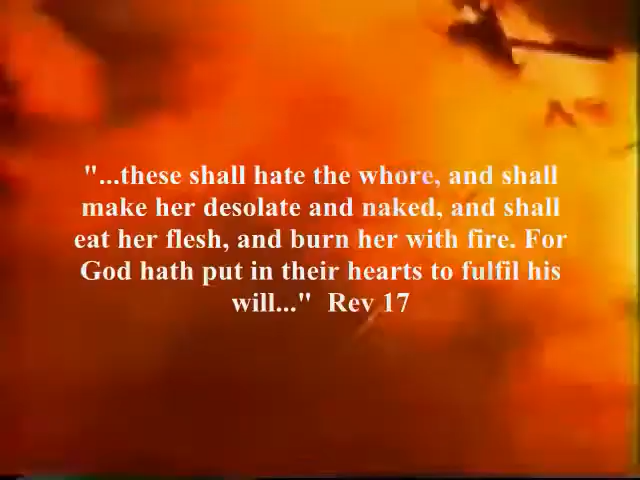 "...these shall hate the whore, and shall
make her desolate and naked, and shall
eat her flesh, and burn her with fire. For
God hath put in their hearts to fulfil his
will..."  Rev 17